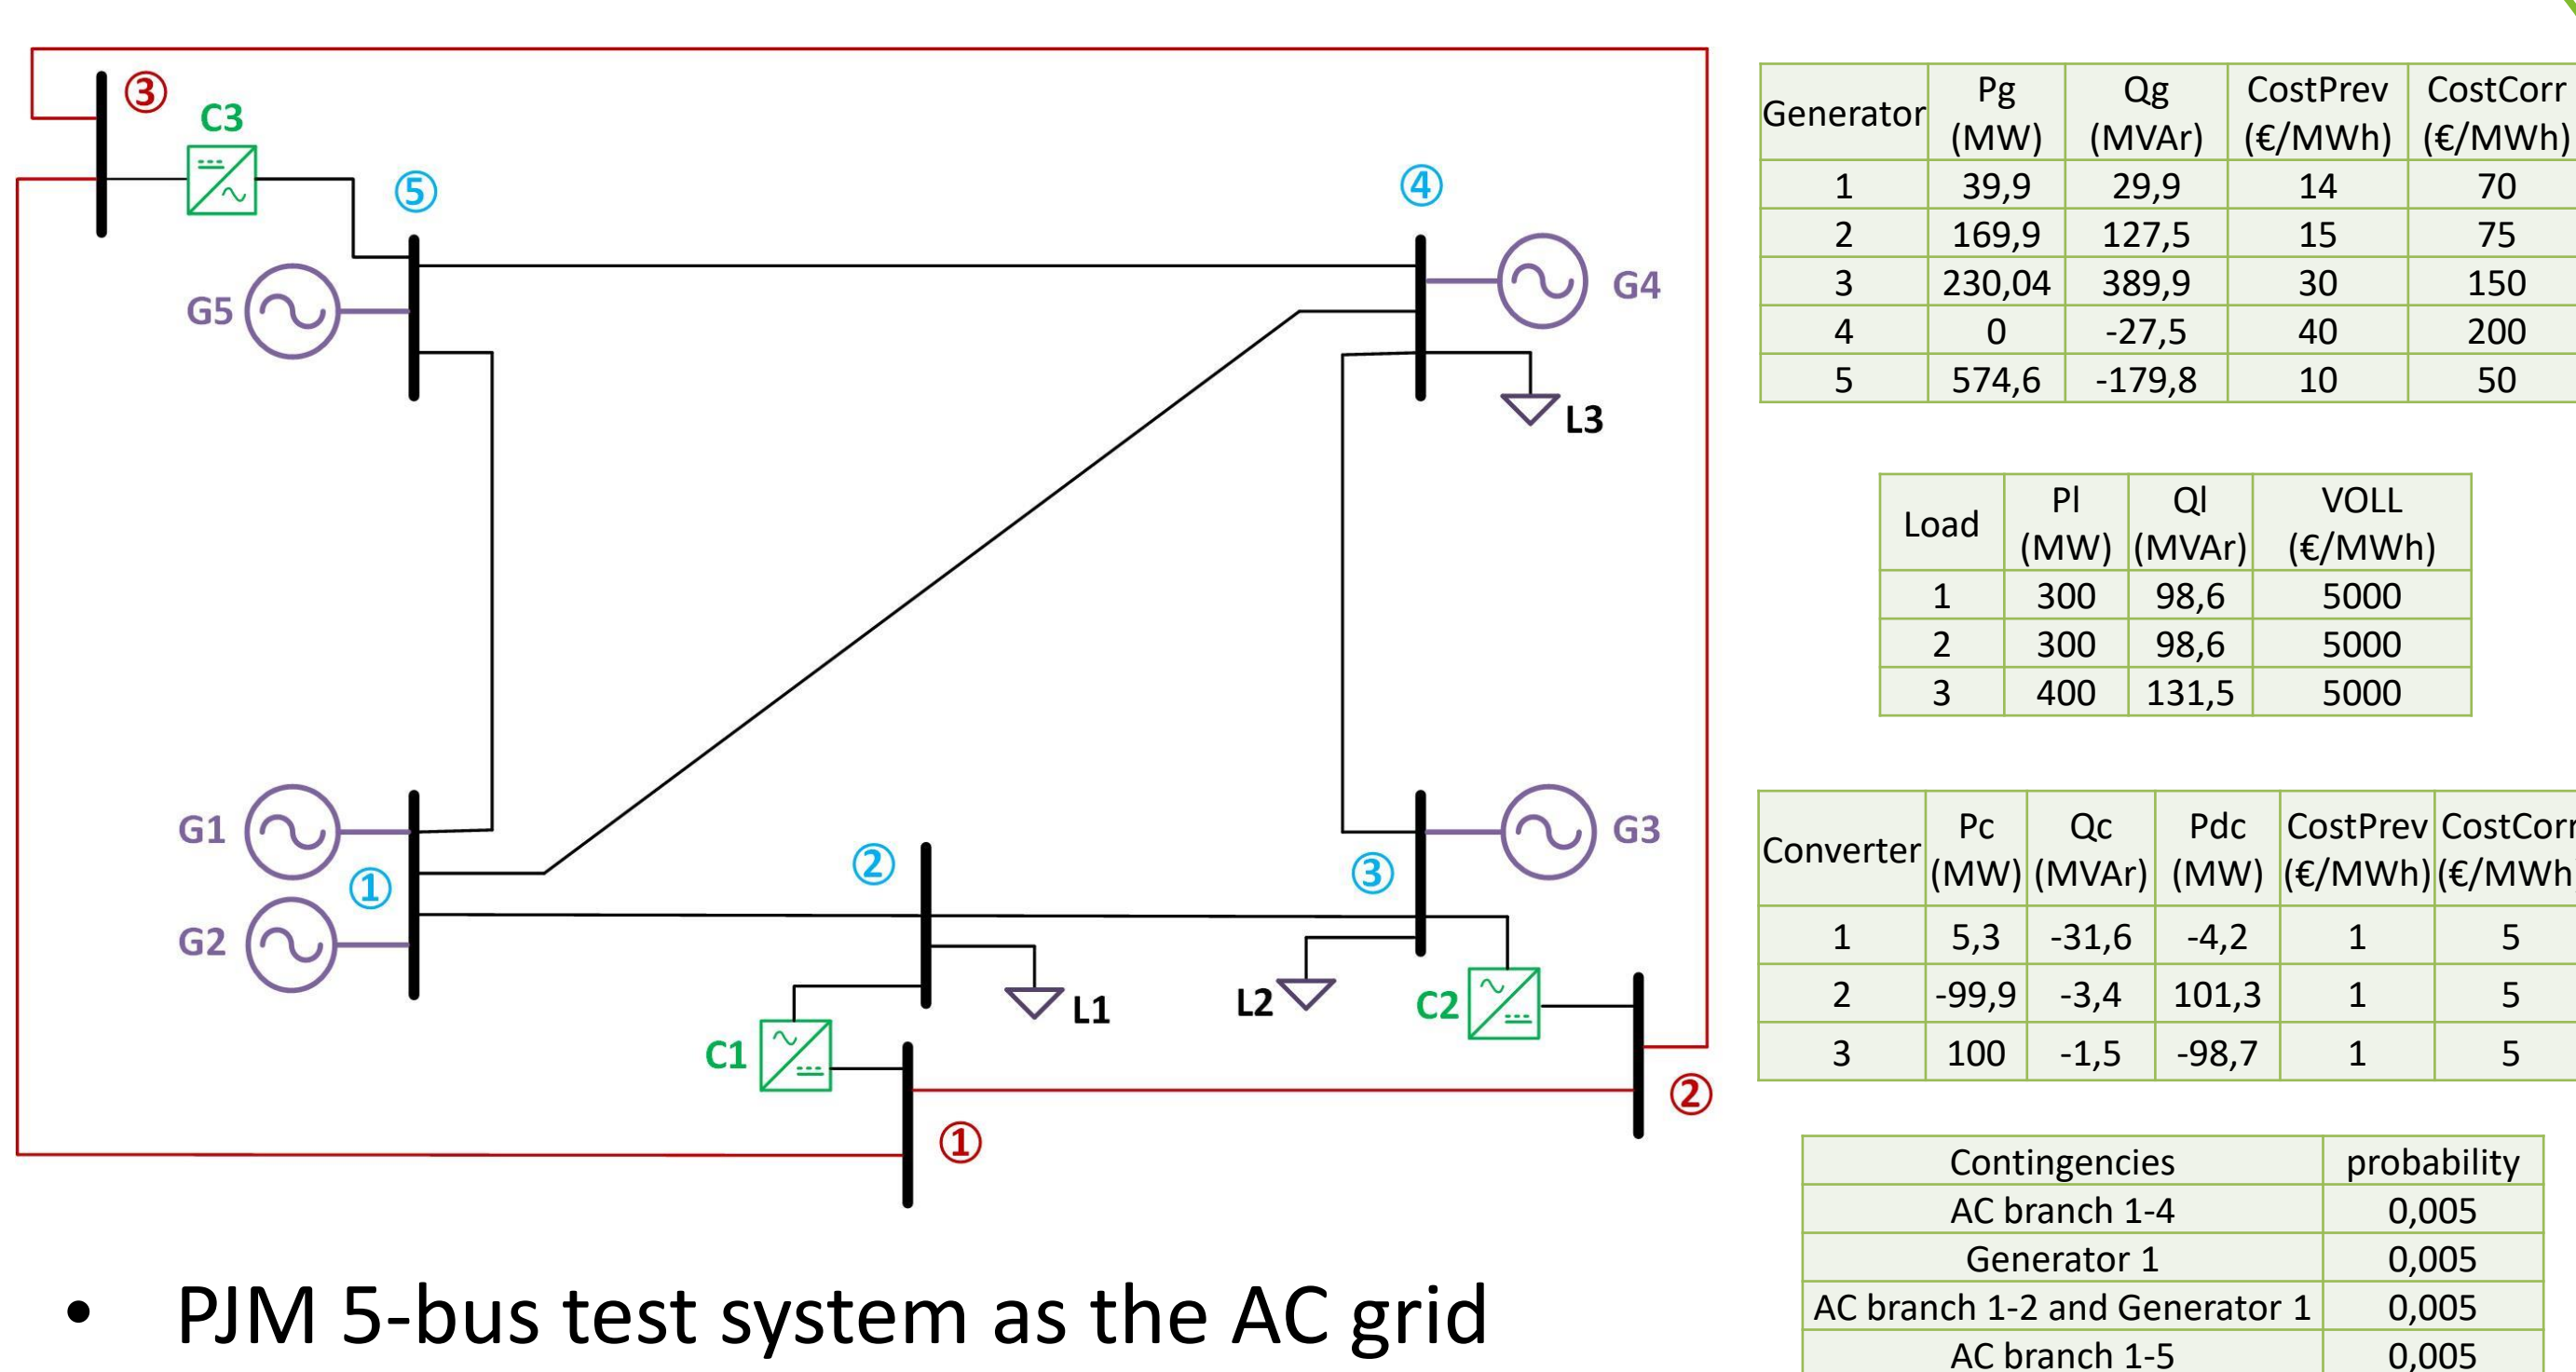 ③
C3
⑤
④
G5
G4
L3
G1
①
G2
②
③
G3
L1
L2
C2
C1
②
①
• PJM 5-bus test system as the AC grid
Generator Pg (MW) Qg (MVAr) CostPrev (€/MWh) CostCorr (€/MWh)
1 39,9 29,9 14 70
2 169,9 127,5 15 75
3 230,04 389,9 30 150
4 0 -27,5 40 200
5 574,6 -179,8 10 50
Load Pl (MW) Ql (MVAr) VOLL (€/MWh)
1 300 98,6 5000
2 300 98,6 5000
3 400 131,5 5000
Converter Pc (MW) Qc (MVAr) Pdc (MW) CostPrev (€/MWh) CostCorr (€/MWh
1 5,3 -31,6 -4,2 1 5
2 -99,9 -3,4 101,3 1 5
3 100 -1,5 -98,7 1 5
Contingencies probability
AC branch 1-4 0,005
Generator 1 0,005
AC branch 1-2 and Generator 1 0,005
AC branch 1-5 0,005